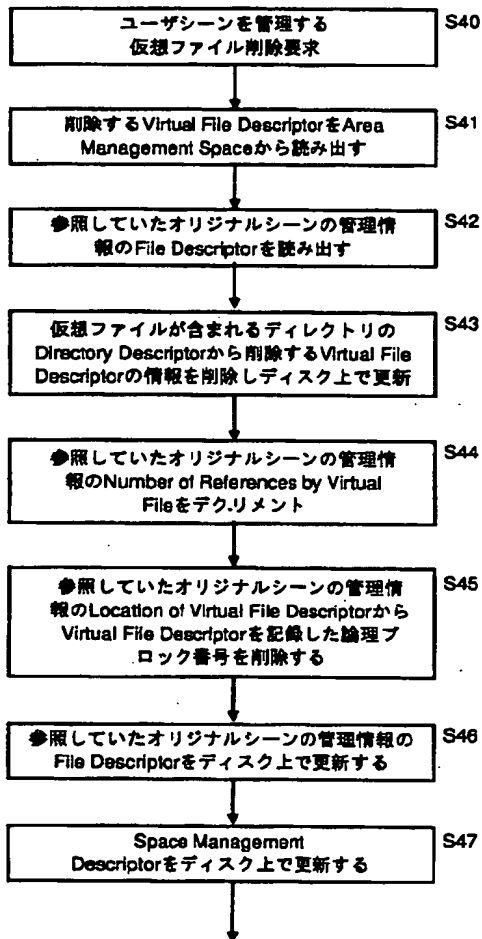 ユーザシーンを管理する
仮想ファイル削除要求
S40
削除するVirtual File DescriptorをArea
Management Spaceから読み出す
S41
参照していたオリジナルシーンの管理情
報のFile Descriptorを読み出す
S42
仮想ファイルが含まれるディレクトリの
Directory Descriptorから削除するVirtual File
Descriptorの情報を削除しディスク上で更新
S43
参照していたオリジナルシーンの管理情
報のNumber of References by Virtual
Fileをデクリメント
S44
参照していたオリジナルシーンの管理情
報のLocation of Virtual File Descriptorから
Virtual File Descriptorを記録した論理ブ
ロック番号を削除する
S45
参照していたオリジナルシーンの管理情報の
File Descriptorをディスク上で更新する
S46
Space Management
Descriptorをディスク上で更新する
S47